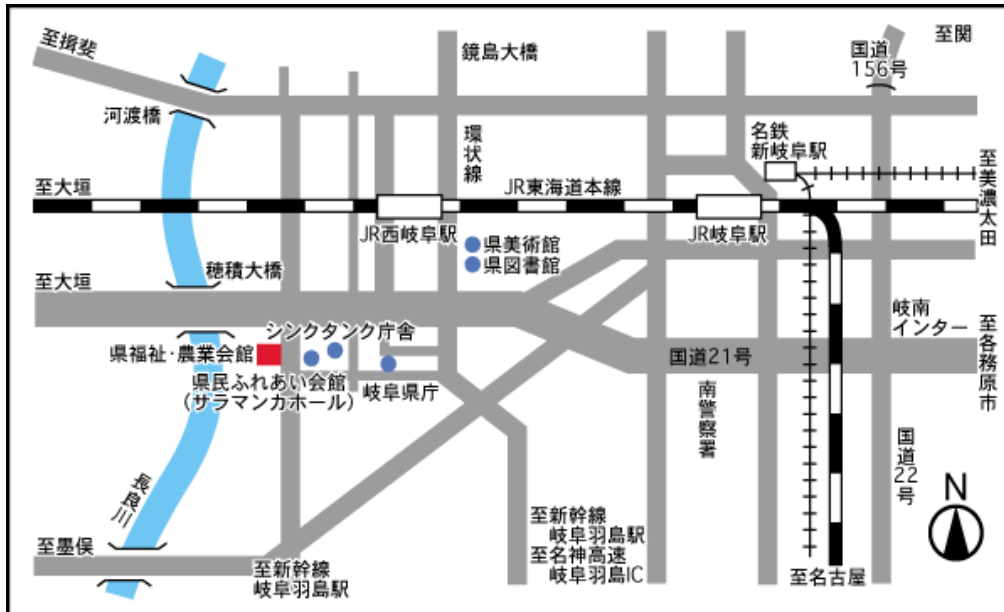 至揖斐
鏡島大橋
国道
156号
至関
河渡橋
環状線
名鉄
新岐阜駅
至美濃太田
至大垣
JR東海道本線
JR西岐阜駅
JR岐阜駅
県美術館
県図書館
穂積大橋
至大垣
岐南
インター
至各務原市
シンクタンク庁舎
県福祉・農業会館
県民ふれあい会館
(サラマンカホール)
岐阜県庁
国道21号
南警察署
国道22号
長良川
N
至新幹線
岐阜羽島駅
至名神高速
岐阜羽島IC
至墨俣
至新幹線
岐阜羽島駅
至名古屋